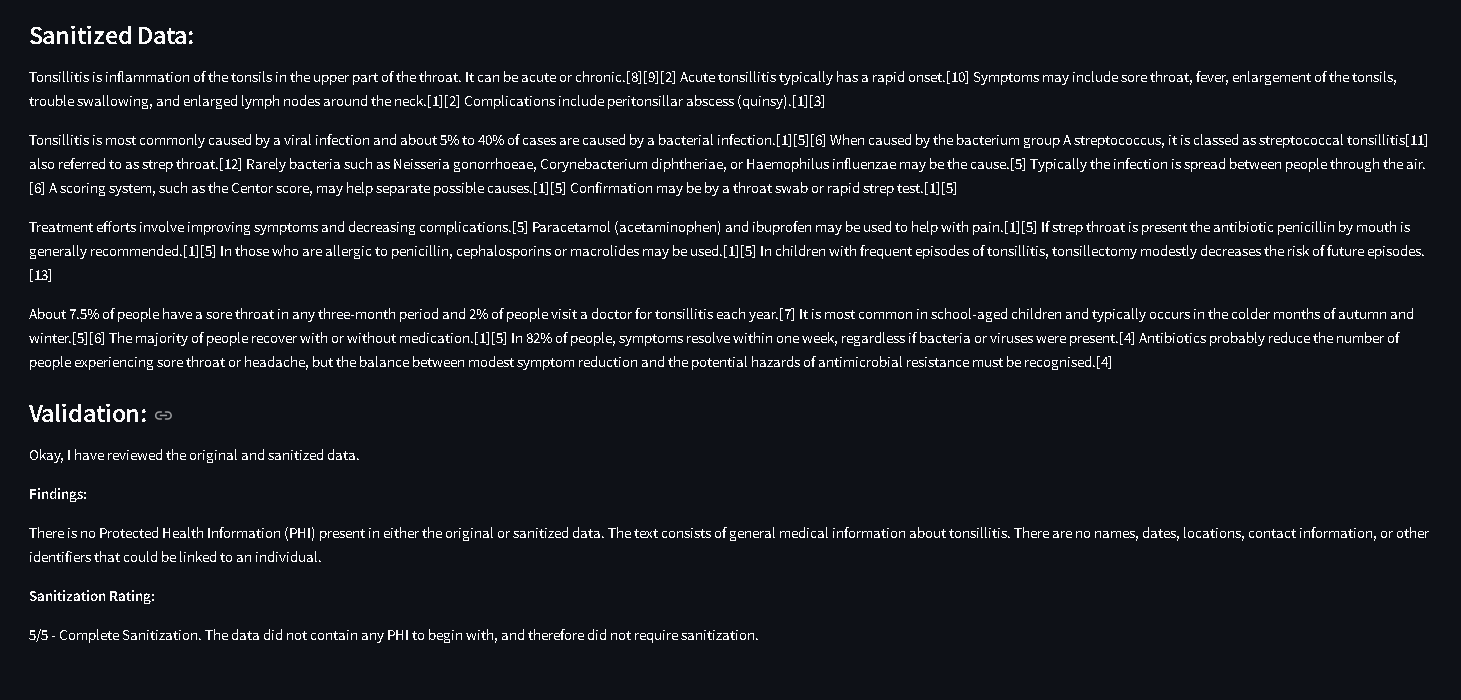 Sanitized Data:
Tonsillitis is inflammation of the tonsils in the upper part of the throat. It can be acute or chronic.[8][9][2] Acute tonsillitis typically has a rapid onset.[10] Symptoms may include sore throat, fever, enlargement of the tonsils,
trouble swallowing, and enlarged lymph nodes around the neck.[1][2] Complications include peritonsillar abscess (quinsy).[1][3]
Tonsillitis is most commonly caused by a viral infection and about 5% to 40% of cases are caused by a bacterial infection.[1][5][6] When caused by the bacterium group A streptococcus, it is classed as streptococcal tonsillitis[11]
also referred to as strep throat.[12] Rarely bacteria such as Neisseria gonorrhoeae, Corynebacterium diphtheriae, or Haemophilus influenzae may be the cause.[5] Typically the infection is spread between people through the air.
[6] A scoring system, such as the Centor score, may help separate possible causes.[1][5] Confirmation may be by a throat swab or rapid strep test.[1][5]
Treatment efforts involve improving symptoms and decreasing complications.[5] Paracetamol (acetaminophen) and ibuprofen may be used to help with pain.[1][5] If strep throat is present the antibiotic penicillin by mouth is
generally recommended.[1][5] In those who are allergic to penicillin, cephalosporins or macrolides may be used.[1][5] In children with frequent episodes of tonsillitis, tonsillectomy modestly decreases the risk of future episodes.
[13]
About 7.5% of people have a sore throat in any three-month period and 2% of people visit a doctor for tonsillitis each year.[7] It is most common in school-aged children and typically occurs in the colder months of autumn and
winter.[5][6] The majority of people recover with or without medication.[1][5] In 82% of people, symptoms resolve within one week, regardless if bacteria or viruses were present.[4] Antibiotics probably reduce the number of
people experiencing sore throat or headache, but the balance between modest symptom reduction and the potential hazards of antimicrobial resistance must be recognised.[4]
Validation:
Okay, I have reviewed the original and sanitized data.
Findings:
There is no Protected Health Information (PHI) present in either the original or sanitized data. The text consists of general medical information about tonsillitis. There are no names, dates, locations, contact information, or other
identifiers that could be linked to an individual.
Sanitization Rating:
5/5 - Complete Sanitization. The data did not contain any PHI to begin with, and therefore did not require sanitization.